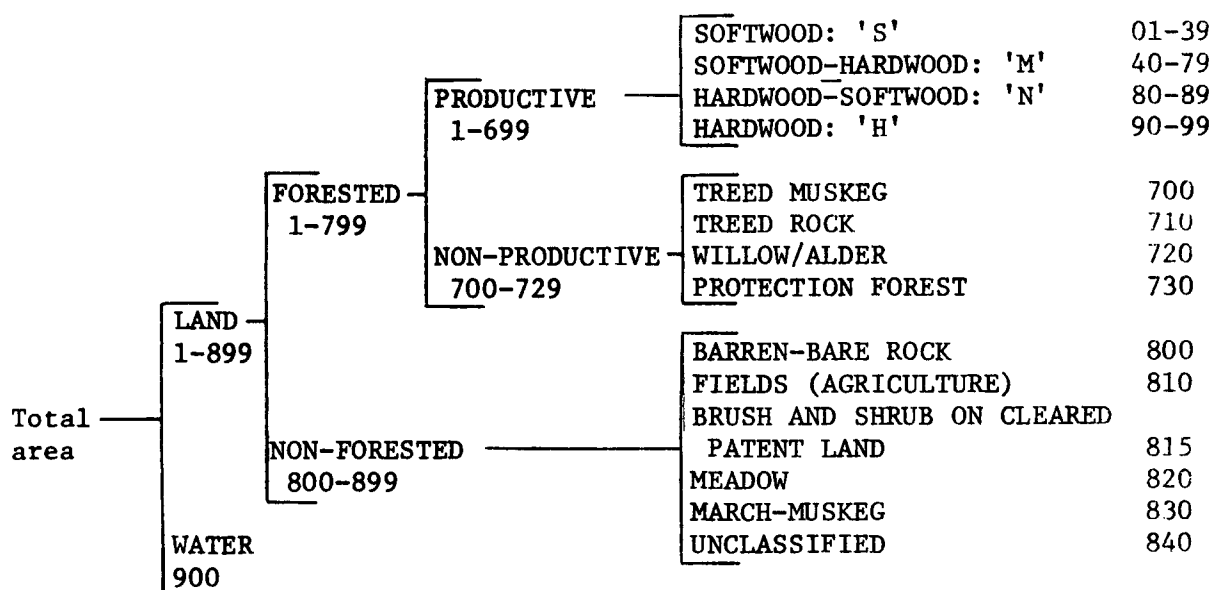 SOFTWOOD: 'S' 01-39
SOFTWOOD-HARDWOOD: 'M' 40-79
PRODUCTIVE HARDWOOD-SOFTWOOD: 'N' 80-89
1-699 HARDWOOD: 'H' 90-99
FORESTED TREED MUSKEG 700
1-799 TREED ROCK 710
NON-PRODUCTIVE WILLOW/ALDER 720
700-729 PROTECTION FOREST 730
LAND
1-899 BARREN-BARE ROCK 800
FIELDS (AGRICULTURE) 810
Total BRUSH AND SHRUB ON CLEARED
area NON-FORESTED PATENT LAND 815
800-899 MEADOW 820
MARCH-MUSKEG 830
WATER UNCLASSIFIED 840
900